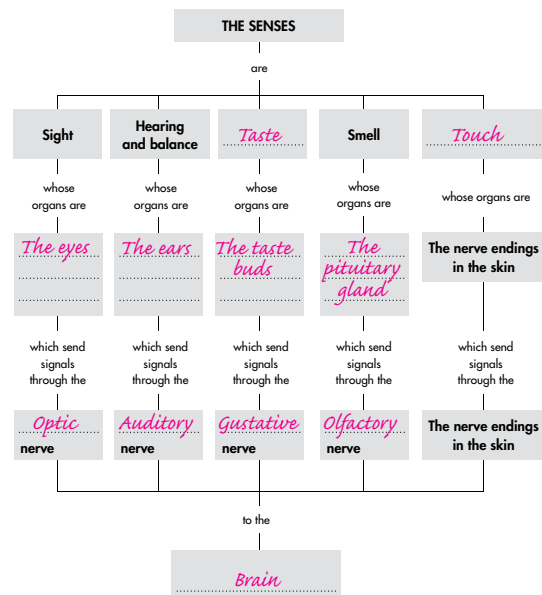 THE SENSES
are
Sight
Hearing
and balance
Taste
Smell
Touch
whose
organs are
whose
organs are
whose
organs are
whose
organs are
whose organs are
The eyes
The ears
The taste
buds
The
pituitary
gland
The nerve endings
in the skin
which send
signals
through the
which send
signals
through the
which send
signals
through the
which send
signals
through the
which send
signals
through the
Optic
nerve
Auditory
nerve
Gustative
nerve
Olfactory
nerve
The nerve endings
in the skin
to the
Brain